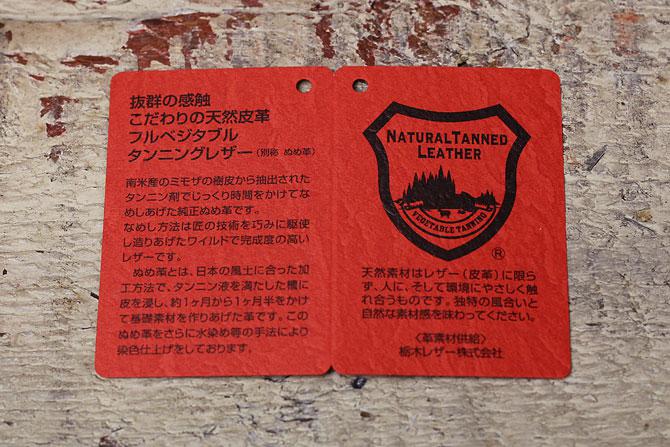 抜群の感触
こだわりの天然皮革
フルベジタブル
タンニングレザー(別称 ぬめ革)
南米産のミモザの樹皮から抽出された
タンニン剤でじっくり時間をかけてな
めしあげた純正ぬめ革です。
なめし方法は匠の技術を巧みに駆使
し造りあげたワイルドで完成度の高い
レザーです。
ぬめ革とは、日本の風土に合った加
工方法で、タンニン液を満たした槽に
皮を浸し、約1ヶ月から1ヶ月半をかけ
て基礎素材を作りあげた革です。この
ぬめ革をさらに水染め等の手法により
染色仕上げをしております。
NATURAL TANNED
LEATHER
VEGETABLE TANNING
®
天然素材はレザー(皮革)に限ら
ず、人に、そして環境にやさしく触
れ合うものです。独特の風合いと
自然な素材感を味わってください。
〈革素材供給〉
栃木レザー株式会社